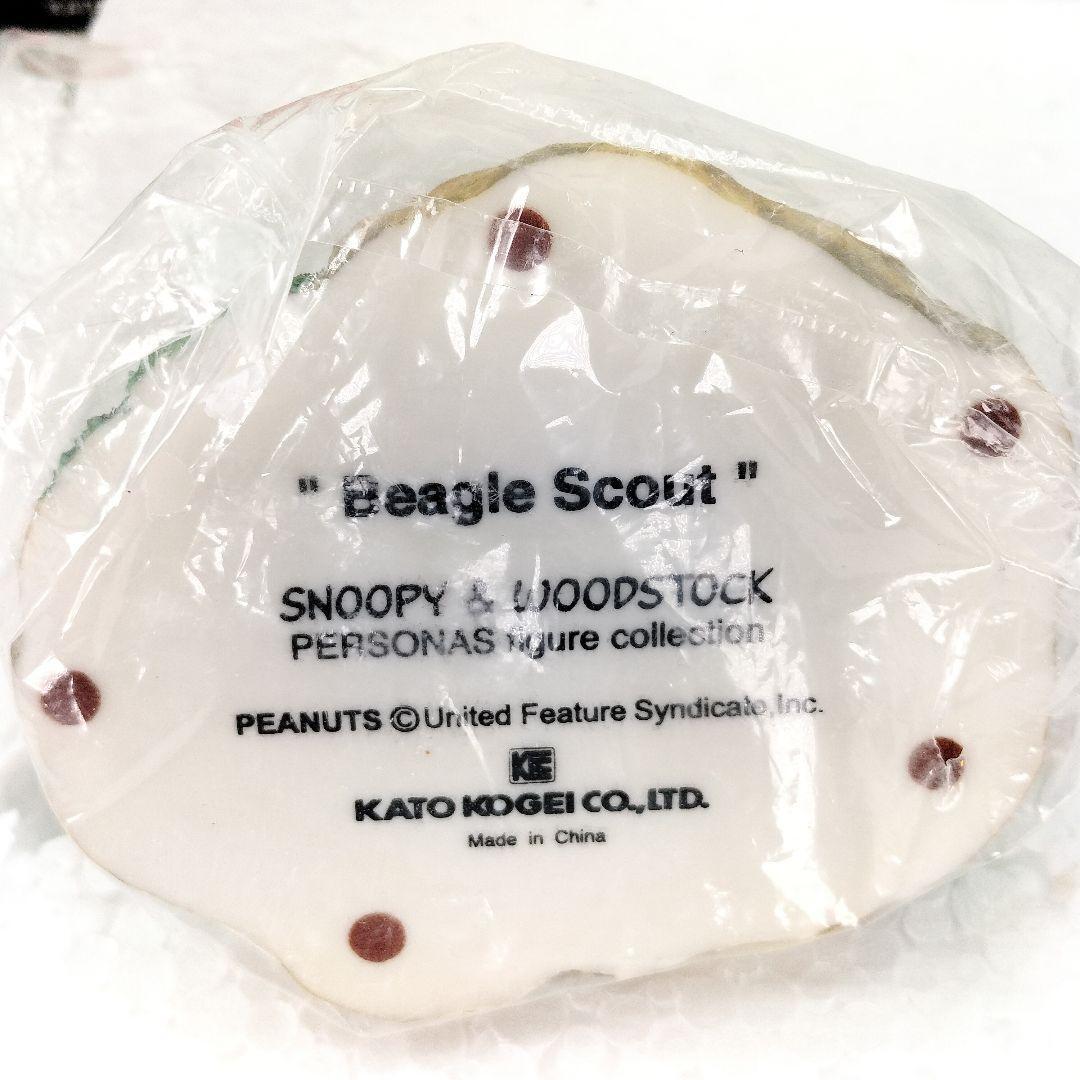 " Beagle Scout "
SNOOPY & WOODSTOCK
PERSONAS figure collection
PEANUTS ©United Feature Syndicate,Inc.
KATO KOGEI CO.,LTD.
Made in China